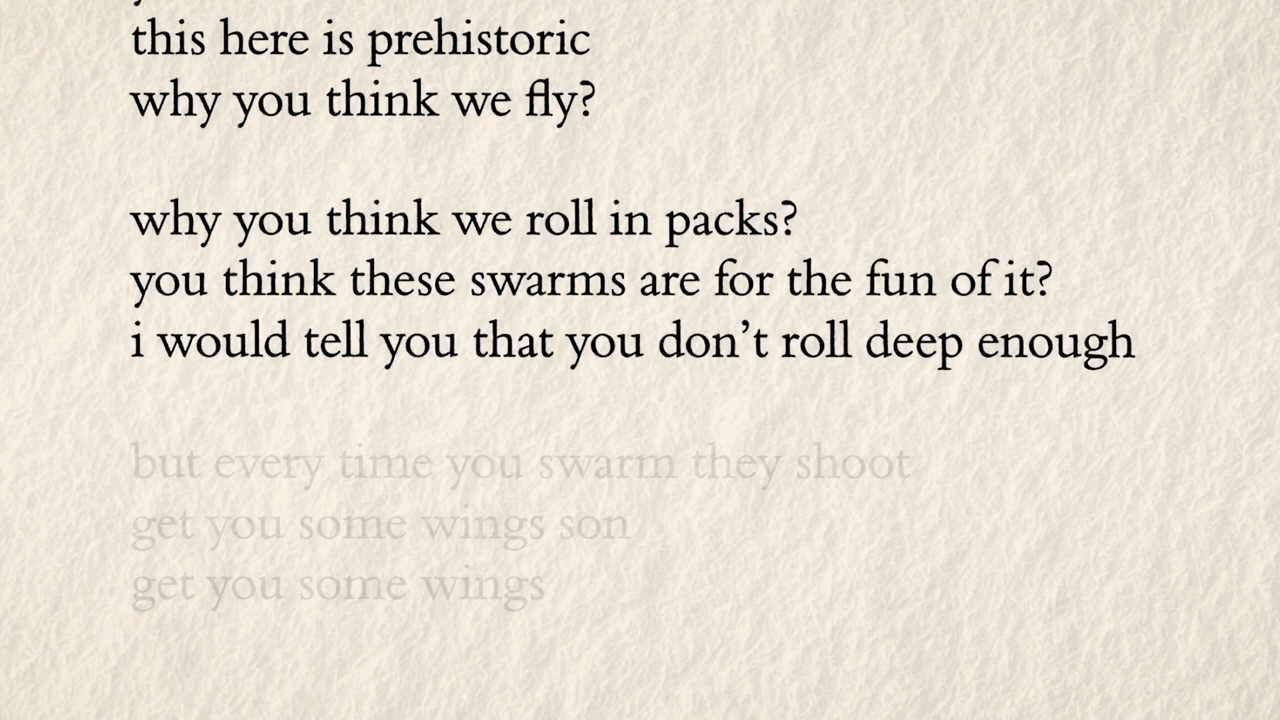 this here is prehistoric
why you think we fly?
why you think we roll in packs?
you think these swarms are for the fun of it?
i would tell you that you don’t roll deep enough
but every time you swarm they shoot
get you some wings son
get you some wings